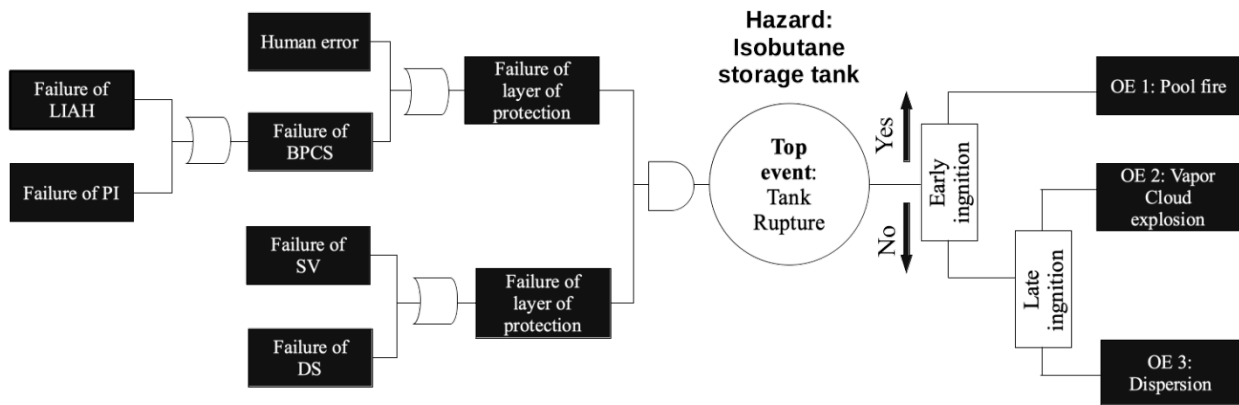 Hazard:
Isobutane
storage tank
Human error
Failure of
LIAH
Failure of PI
Failure of
BPCS
Failure of
layer of
protection
Failure of
SV
Failure of
DS
Failure of
layer of
protection
Top
event:
Tank
Rupture
Yes
No
Early
ingnition
Late
ingnition
OE 1: Pool fire
OE 2: Vapor
Cloud
explosion
OE 3:
Dispersion